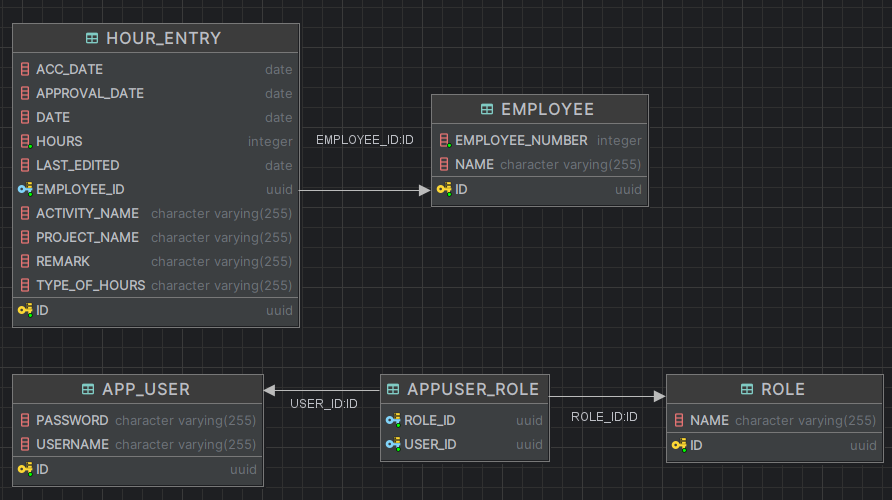 HOUR_ENTRY
ACC_DATE date
APPROVAL_DATE date
DATE date
HOURS integer
LAST_EDITED date
EMPLOYEE_ID uuid
ACTIVITY_NAME character varying(255)
PROJECT_NAME character varying(255)
REMARK character varying(255)
TYPE_OF_HOURS character varying(255)
ID uuid
EMPLOYEE_ID:ID
EMPLOYEE
EMPLOYEE_NUMBER integer
NAME character varying(255)
ID uuid
APP_USER
PASSWORD character varying(255)
USERNAME character varying(255)
ID uuid
USER_ID:ID
APPUSER_ROLE
ROLE_ID uuid
USER_ID uuid
ROLE_ID:ID
ROLE
NAME character varying(255)
ID uuid